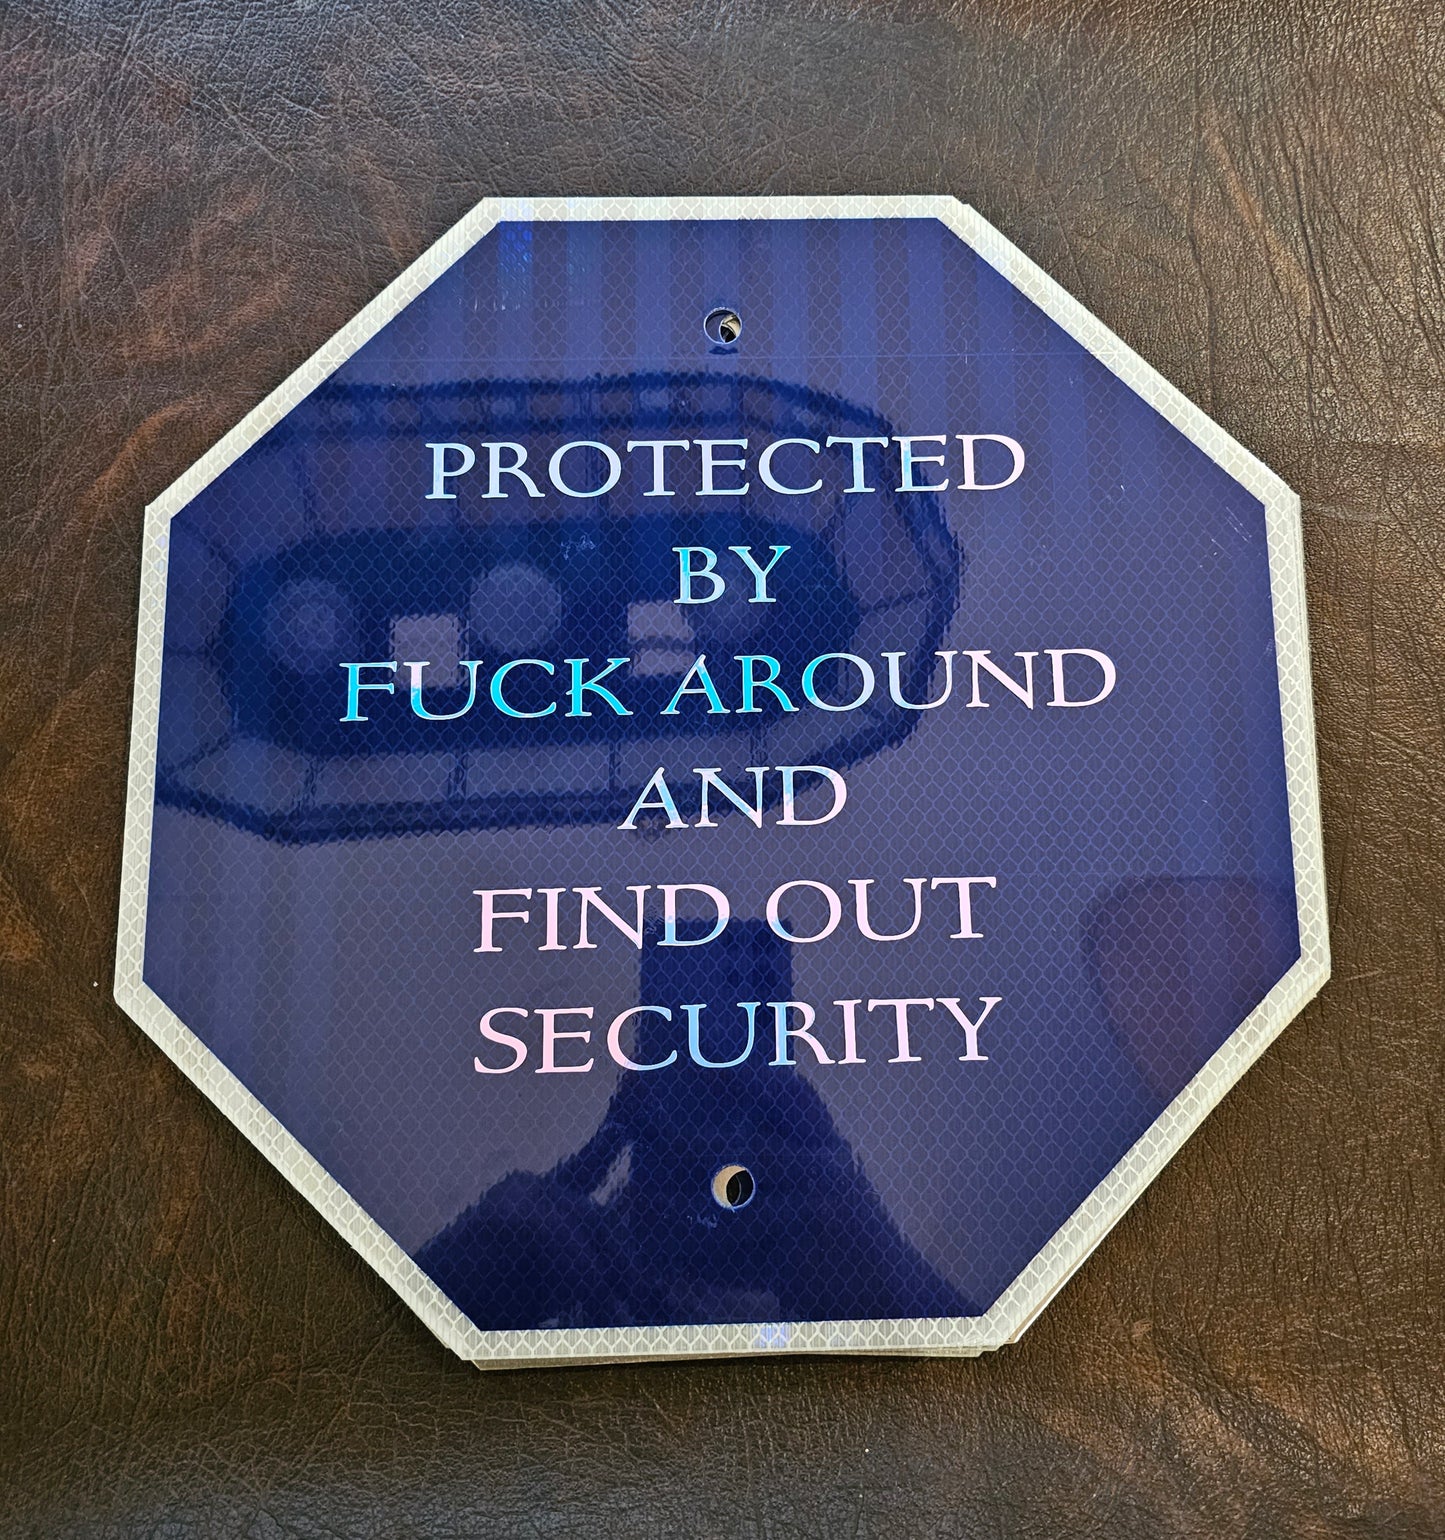 PROTECTED
BY
FUCK AROUND
AND
FIND OUT
SECURITY